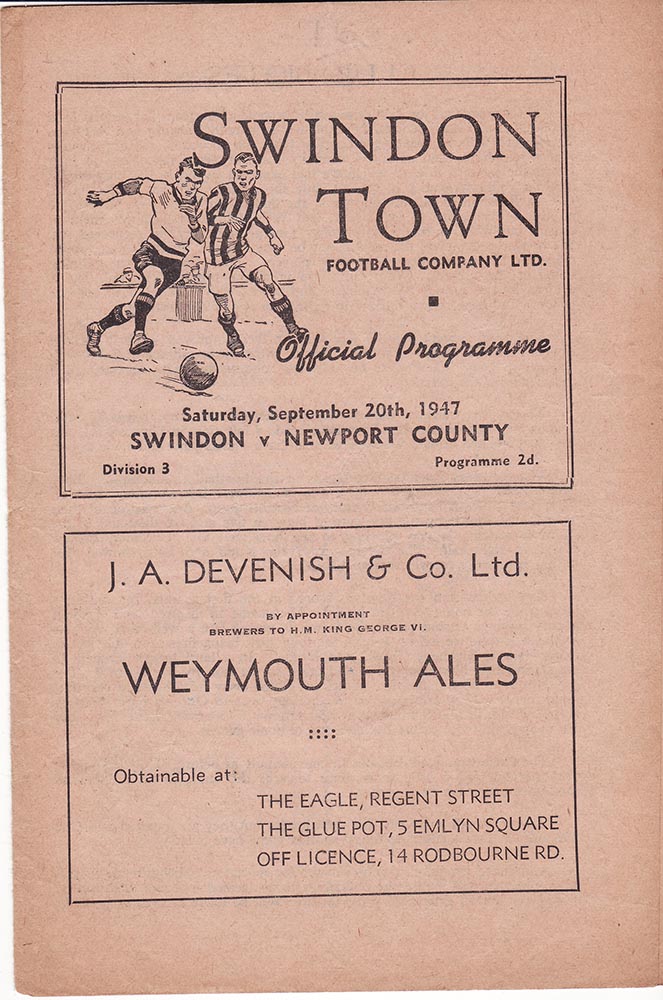 SWINDON
TOWN
FOOTBALL COMPANY LTD.
Official Programme
Saturday, September 20th, 1947
SWINDON v NEWPORT COUNTY
Division 3
Programme 2d.
J. A. DEVENISH & Co. Ltd.
BY APPOINTMENT
BREWERS TO H.M. KING GEORGE VI.
WEYMOUTH ALES
Obtainable at:
THE EAGLE, REGENT STREET
THE GLUE POT, 5 EMLYN SQUARE
OFF LICENCE, 14 RODBOURNE RD.